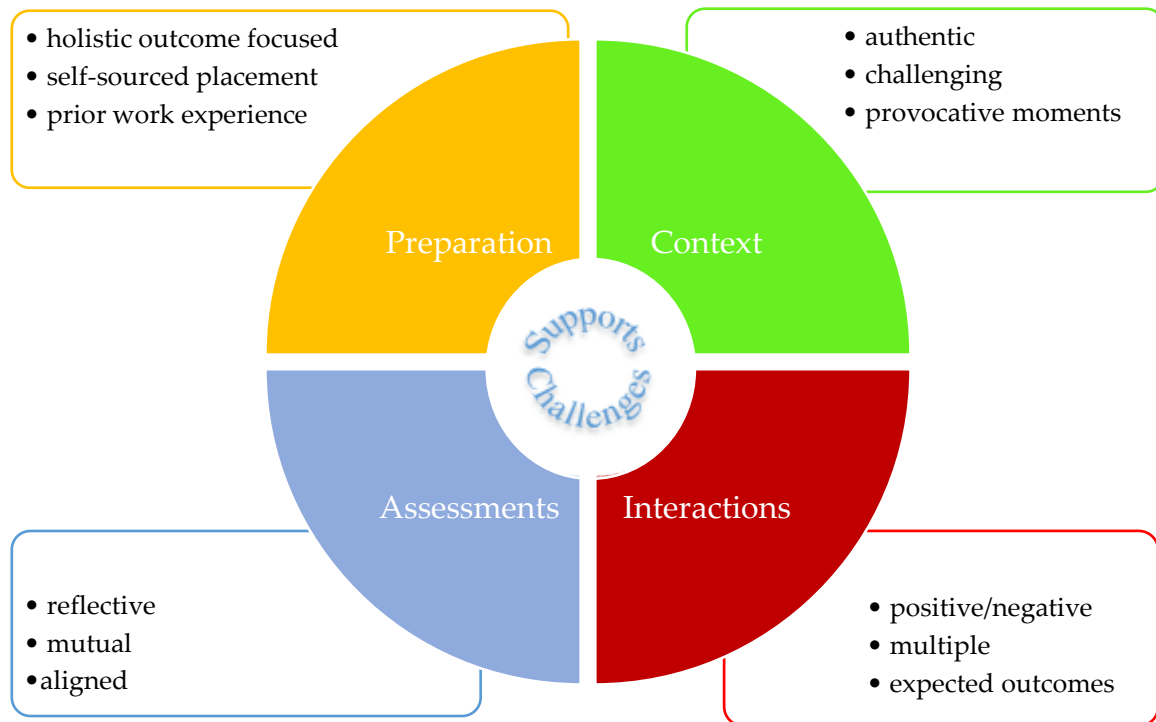 • holistic outcome focused
• self-sourced placement
• prior work experience
• authentic
• challenging
• provocative moments
Preparation
Context
Supports
Challenges
Assessments
Interactions
• reflective
• mutual
•aligned
• positive/negative
• multiple
• expected outcomes